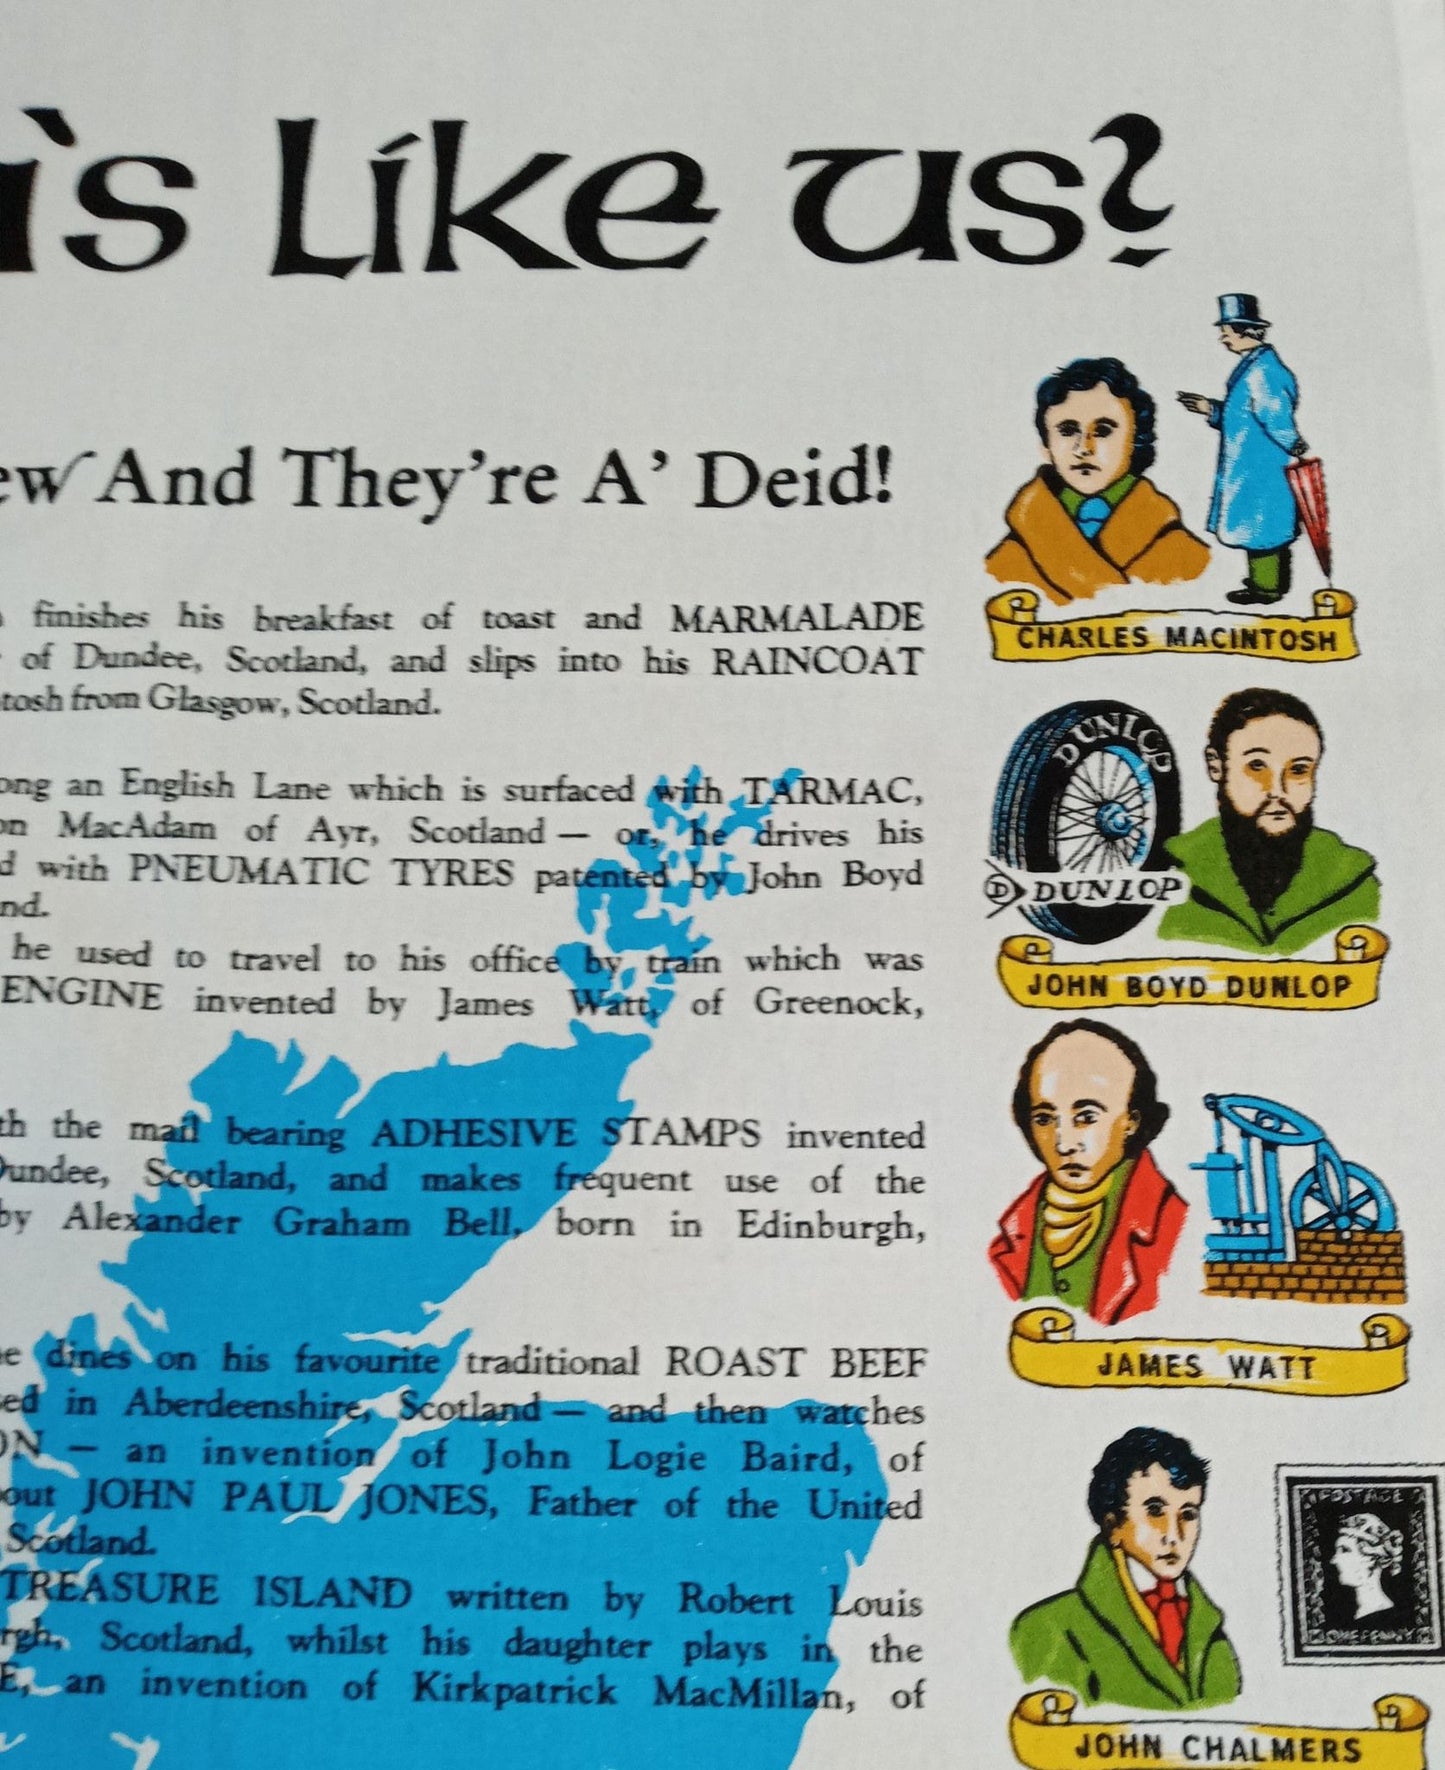 i's Like us?
ew And They're A' Deid!
finishes his breakfast of toast and MARMALADE
of Dundee, Scotland, and slips into his RAINCOAT
tosh from Glasgow, Scotland.
ong an English Lane which is surfaced with TARMAC,
on MacAdam of Ayr, Scotland — or, he drives his
d with PNEUMATIC TYRES patented by John Boyd
nd.
he used to travel to his office by train which was
ENGINE invented by James Watt, of Greenock,
th the mail bearing ADHESIVE STAMPS invented
Dundee, Scotland, and makes frequent use of the
by Alexander Graham Bell, born in Edinburgh,
e dines on his favourite traditional ROAST BEEF
ed in Aberdeenshire, Scotland — and then watches
ON — an invention of John Logie Baird, of
out JOHN PAUL JONES, Father of the United
Scotland.
TREASURE ISLAND written by Robert Louis
rgh, Scotland, whilst his daughter plays in the
E, an invention of Kirkpatrick MacMillan, of
CHARLES MACINTOSH
DUNLOP
D DUNLOP
JOHN BOYD DUNLOP
JAMES WATT
POSTAGE
ONE PENNY
JOHN CHALMERS